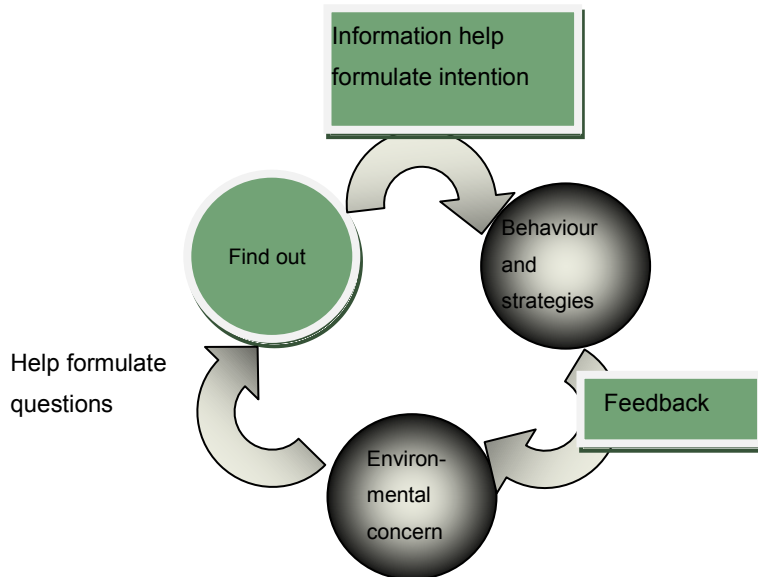 Information help
formulate intention
Find out
Behaviour
and
strategies
Help formulate
questions
Feedback
Environ-
mental
concern